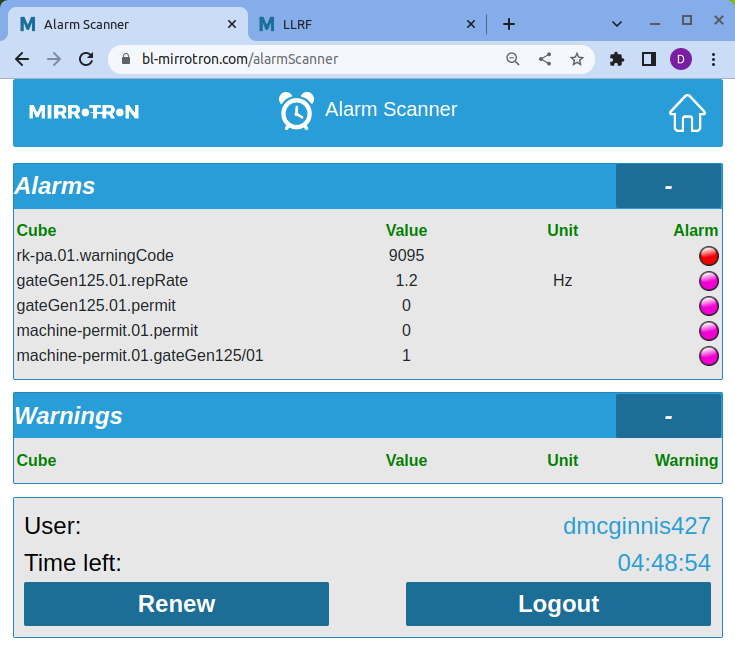 Alarm Scanner
LLRF
bl-mirrotron.com/alarmScanner
D
MIRROTRON
Alarm Scanner
Alarms
-
Cube Value Unit Alarm
rk-pa.01.warningCode 9095
gateGen125.01.repRate 1.2 Hz
gateGen125.01.permit 0
machine-permit.01.permit 0
machine-permit.01.gateGen125/01 1
Warnings
-
Cube Value Unit Warning
User: dmcginnis427
Time left: 04:48:54
Renew Logout